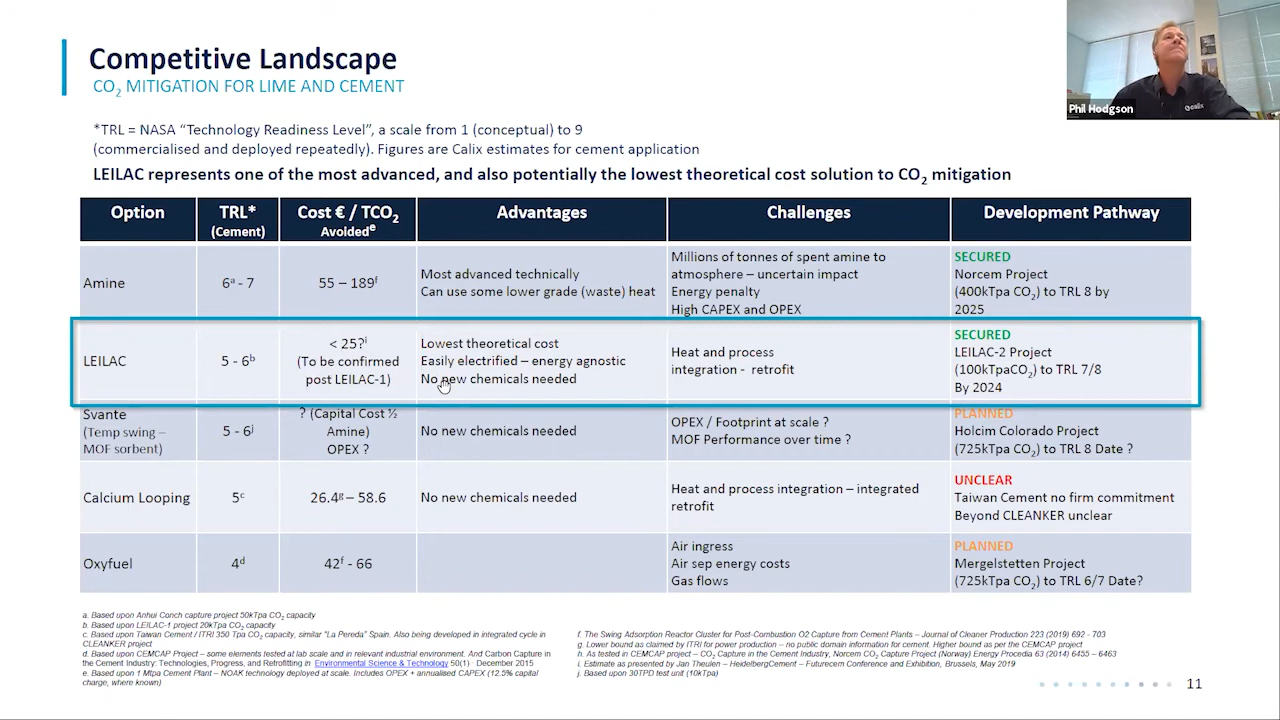 Competitive Landscape
CO2 MITIGATION FOR LIME AND CEMENT
Phil Hodgson
calix
*TRL = NASA “Technology Readiness Level”, a scale from 1 (conceptual) to 9
(commercialised and deployed repeatedly). Figures are Calix estimates for cement application
LEILAC represents one of the most advanced, and also potentially the lowest theoretical cost solution to CO2 mitigation
Option
TRL*
(Cement)
Cost € / TCO2
Avoidede
Advantages
Challenges
Development Pathway
Amine
6a - 7
55 – 189f
Most advanced technically
Can use some lower grade (waste) heat
Millions of tonnes of spent amine to
atmosphere – uncertain impact
Energy penalty
High CAPEX and OPEX
SECURED
Norcem Project
(400kTpa CO2) to TRL 8 by
2025
LEILAC
5 - 6b
< 25?i
(To be confirmed
post LEILAC-1)
Lowest theoretical cost
Easily electrified – energy agnostic
No new chemicals needed
Heat and process
integration - retrofit
SECURED
LEILAC-2 Project
(100kTpaCO2) to TRL 7/8
By 2024
Svante
(Temp swing –
MOF sorbent)
5 - 6j
? (Capital Cost ½
Amine)
OPEX ?
No new chemicals needed
OPEX / Footprint at scale ?
MOF Performance over time ?
PLANNED
Holcim Colorado Project
(725kTpa CO2) to TRL 8 Date ?
Calcium Looping
5c
26.4g – 58.6
No new chemicals needed
Heat and process integration – integrated
retrofit
UNCLEAR
Taiwan Cement no firm commitment
Beyond CLEANKER unclear
Oxyfuel
4d
42f - 66
Air ingress
Air sep energy costs
Gas flows
PLANNED
Mergelstetten Project
(725kTpa CO2) to TRL 6/7 Date?
a. Based upon Anhui Conch capture project 50kTpa CO2 capacity
b. Based upon LEILAC-1 project 20kTpa CO2 capacity
c. Based upon Taiwan Cement / ITRI 350 Tpa CO2 capacity, similar “La Pereda” Spain. Also being developed in integrated cycle in
CLEANKER project
d. Based upon CEMCAP Project – some elements tested at lab scale and in relevant industrial environment. And Carbon Capture in
the Cement Industry: Technologies, Progress, and Retrofitting in Environmental Science & Technology 50(1) · December 2015
e. Based upon 1 Mtpa Cement Plant – NOAK technology deployed at scale. Includes OPEX + annualised CAPEX (12.5% capital
charge, where known)
f. The Swing Adsorption Reactor Cluster for Post-Combustion O2 Capture from Cement Plants – Journal of Cleaner Production 223 (2019) 692 - 703
g. Lower bound as claimed by ITRI for power production – no public domain information for cement. Higher bound as per the CEMCAP project
h. As tested in CEMCAP project – CO2 Capture in the Cement Industry, Norcem CO2 Capture Project (Norway) Energy Procedia 63 (2014) 6455 – 6463
i. Estimate as presented by Jan Theulen – HeidelbergCement – Futurecem Conference and Exhibition, Brussels, May 2019
j. Based upon 30TPD test unit (10kTpa)
11